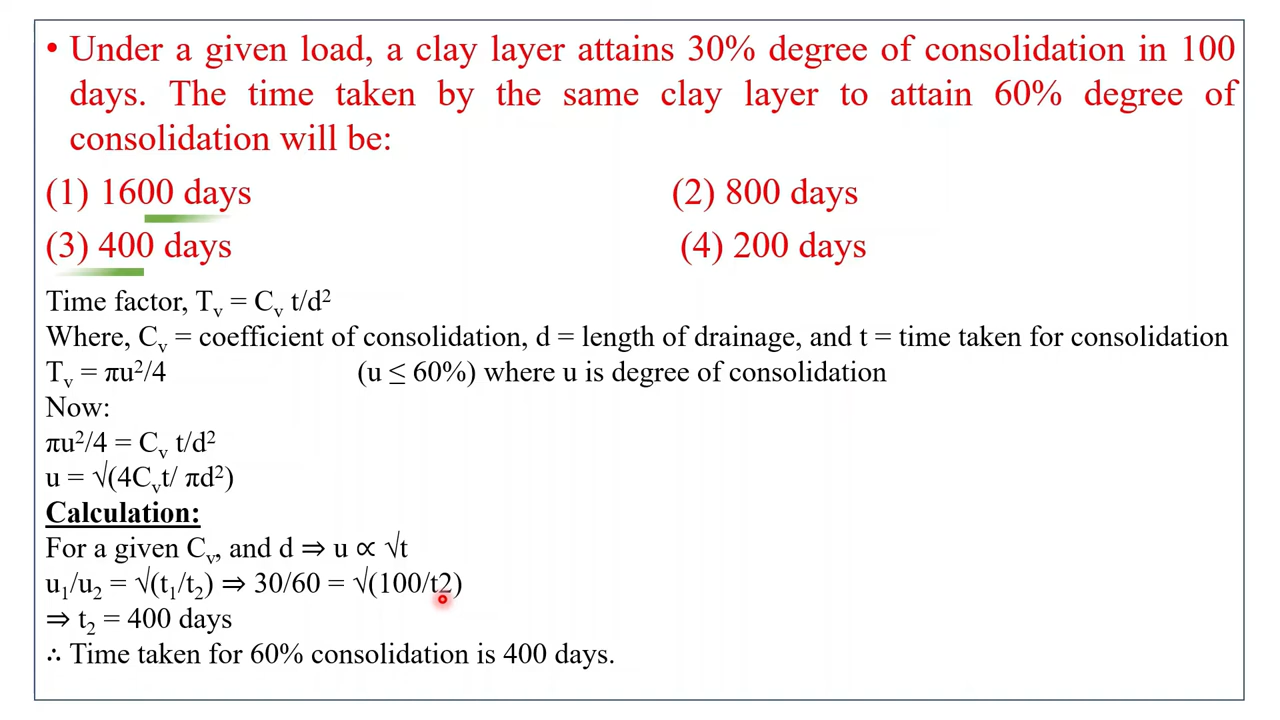 • Under a given load, a clay layer attains 30% degree of consolidation in 100
days. The time taken by the same clay layer to attain 60% degree of
consolidation will be:
(1) 1600 days (2) 800 days
(3) 400 days (4) 200 days
Time factor, Tᵥ = Cᵥ t/d²
Where, Cᵥ = coefficient of consolidation, d = length of drainage, and t = time taken for consolidation
Tᵥ = πu²/4 (u ≤ 60%) where u is degree of consolidation
Now:
πu²/4 = Cᵥ t/d²
u = √(4Cᵥt/ πd²)
Calculation:
For a given Cᵥ, and d ⇒ u ∝ √t
u₁/u₂ = √(t₁/t₂) ⇒ 30/60 = √(100/t2)
⇒ t₂ = 400 days
∴ Time taken for 60% consolidation is 400 days.